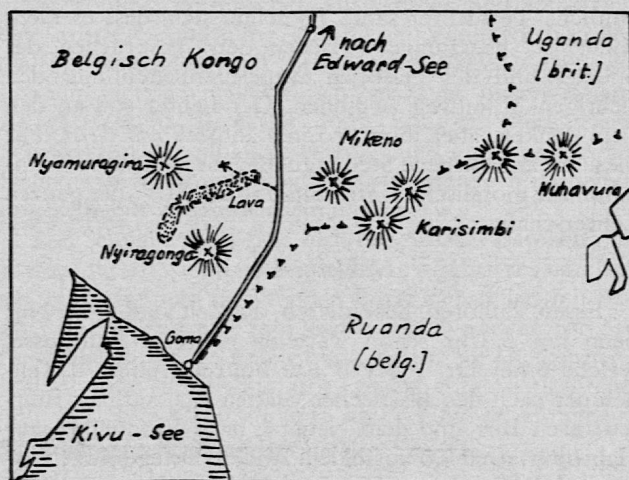 Belgisch Kongo
nach
Edward-See
Uganda
[brit.]
Mikeno
Nyamuragira
Lava
Muhavura
Karisimbi
Nyiragonga
Goma
Ruanda
[belg.]
Kivu-See